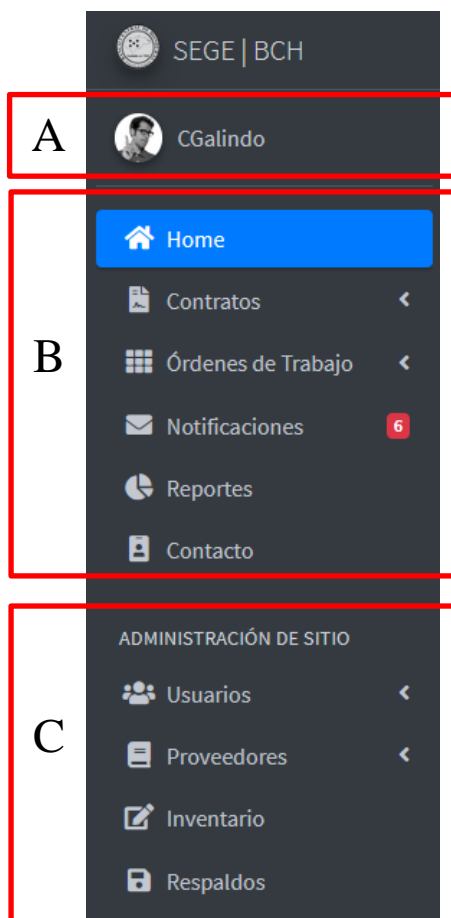 SEGE | BCH
A
CGalindo
B
Home
Contratos
Órdenes de Trabajo
Notificaciones 6
Reportes
Contacto
C
ADMINISTRACIÓN DE SITIO
Usuarios
Proveedores
Inventario
Respaldos